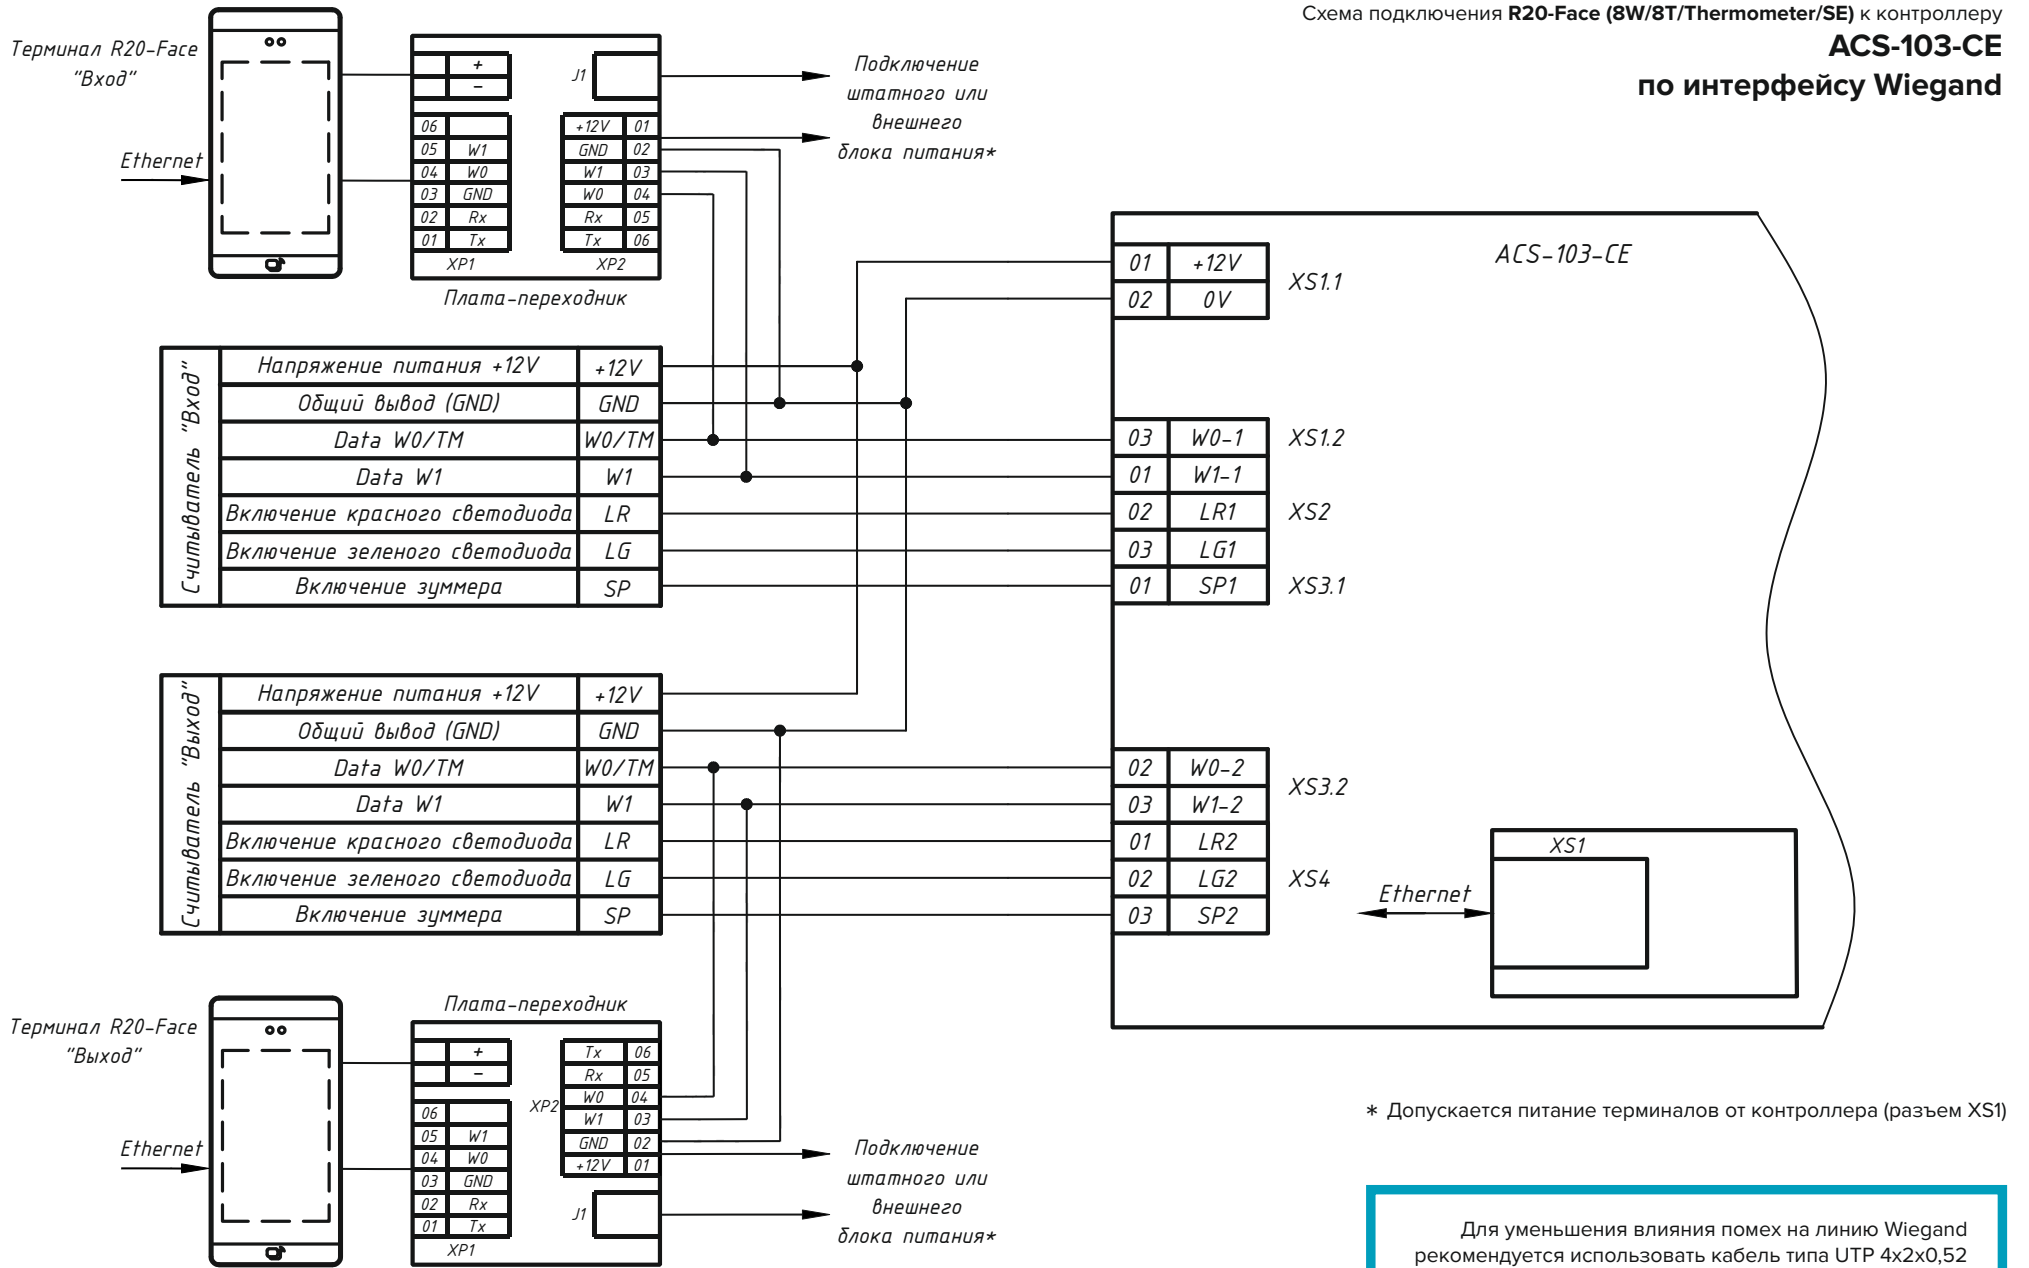 Схема подключения R20-Face (8W/8T/Thermometer/SE) к контроллеру
ACS-103-CE
по интерфейсу Wiegand
Терминал R20-Face
"Вход"
Ethernet
+
-
J1
06
05 W1
04 W0
03 GND
02 Rx
01 Tx
XP1
+12V 01
GND 02
W1 03
W0 04
Rx 05
Tx 06
XP2
Плата-переходник
Подключение
штатного или
внешнего
блока питания*
Считыватель "Вход"
Напряжение питания +12V +12V
Общий вывод (GND) GND
Data W0/TM W0/TM
Data W1 W1
Включение красного светодиода LR
Включение зеленого светодиода LG
Включение зуммера SP
ACS-103-CE
01 +12V
02 0V
XS1.1
03 W0-1 XS1.2
01 W1-1
02 LR1 XS2
03 LG1
01 SP1 XS3.1
Считыватель "Выход"
Напряжение питания +12V +12V
Общий вывод (GND) GND
Data W0/TM W0/TM
Data W1 W1
Включение красного светодиода LR
Включение зеленого светодиода LG
Включение зуммера SP
02 W0-2
03 W1-2
XS3.2
01 LR2
02 LG2 XS4
03 SP2
XS1
Ethernet
Терминал R20-Face
"Выход"
Ethernet
Плата-переходник
+
-
06
05 W1
04 W0
03 GND
02 Rx
01 Tx
XP1
Tx 06
Rx 05
W0 04
W1 03
GND 02
+12V 01
XP2
J1
Подключение
штатного или
внешнего
блока питания*
* Допускается питание терминалов от контроллера (разъем XS1)
Для уменьшения влияния помех на линию Wiegand
рекомендуется использовать кабель типа UTP 4x2x0,52